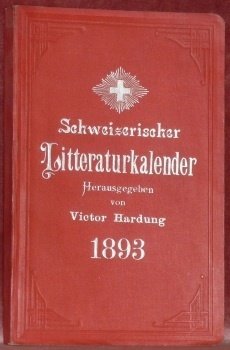 Schweizerischer
Litteraturkalender
Herausgegeben
von
Victor Hardung
1893